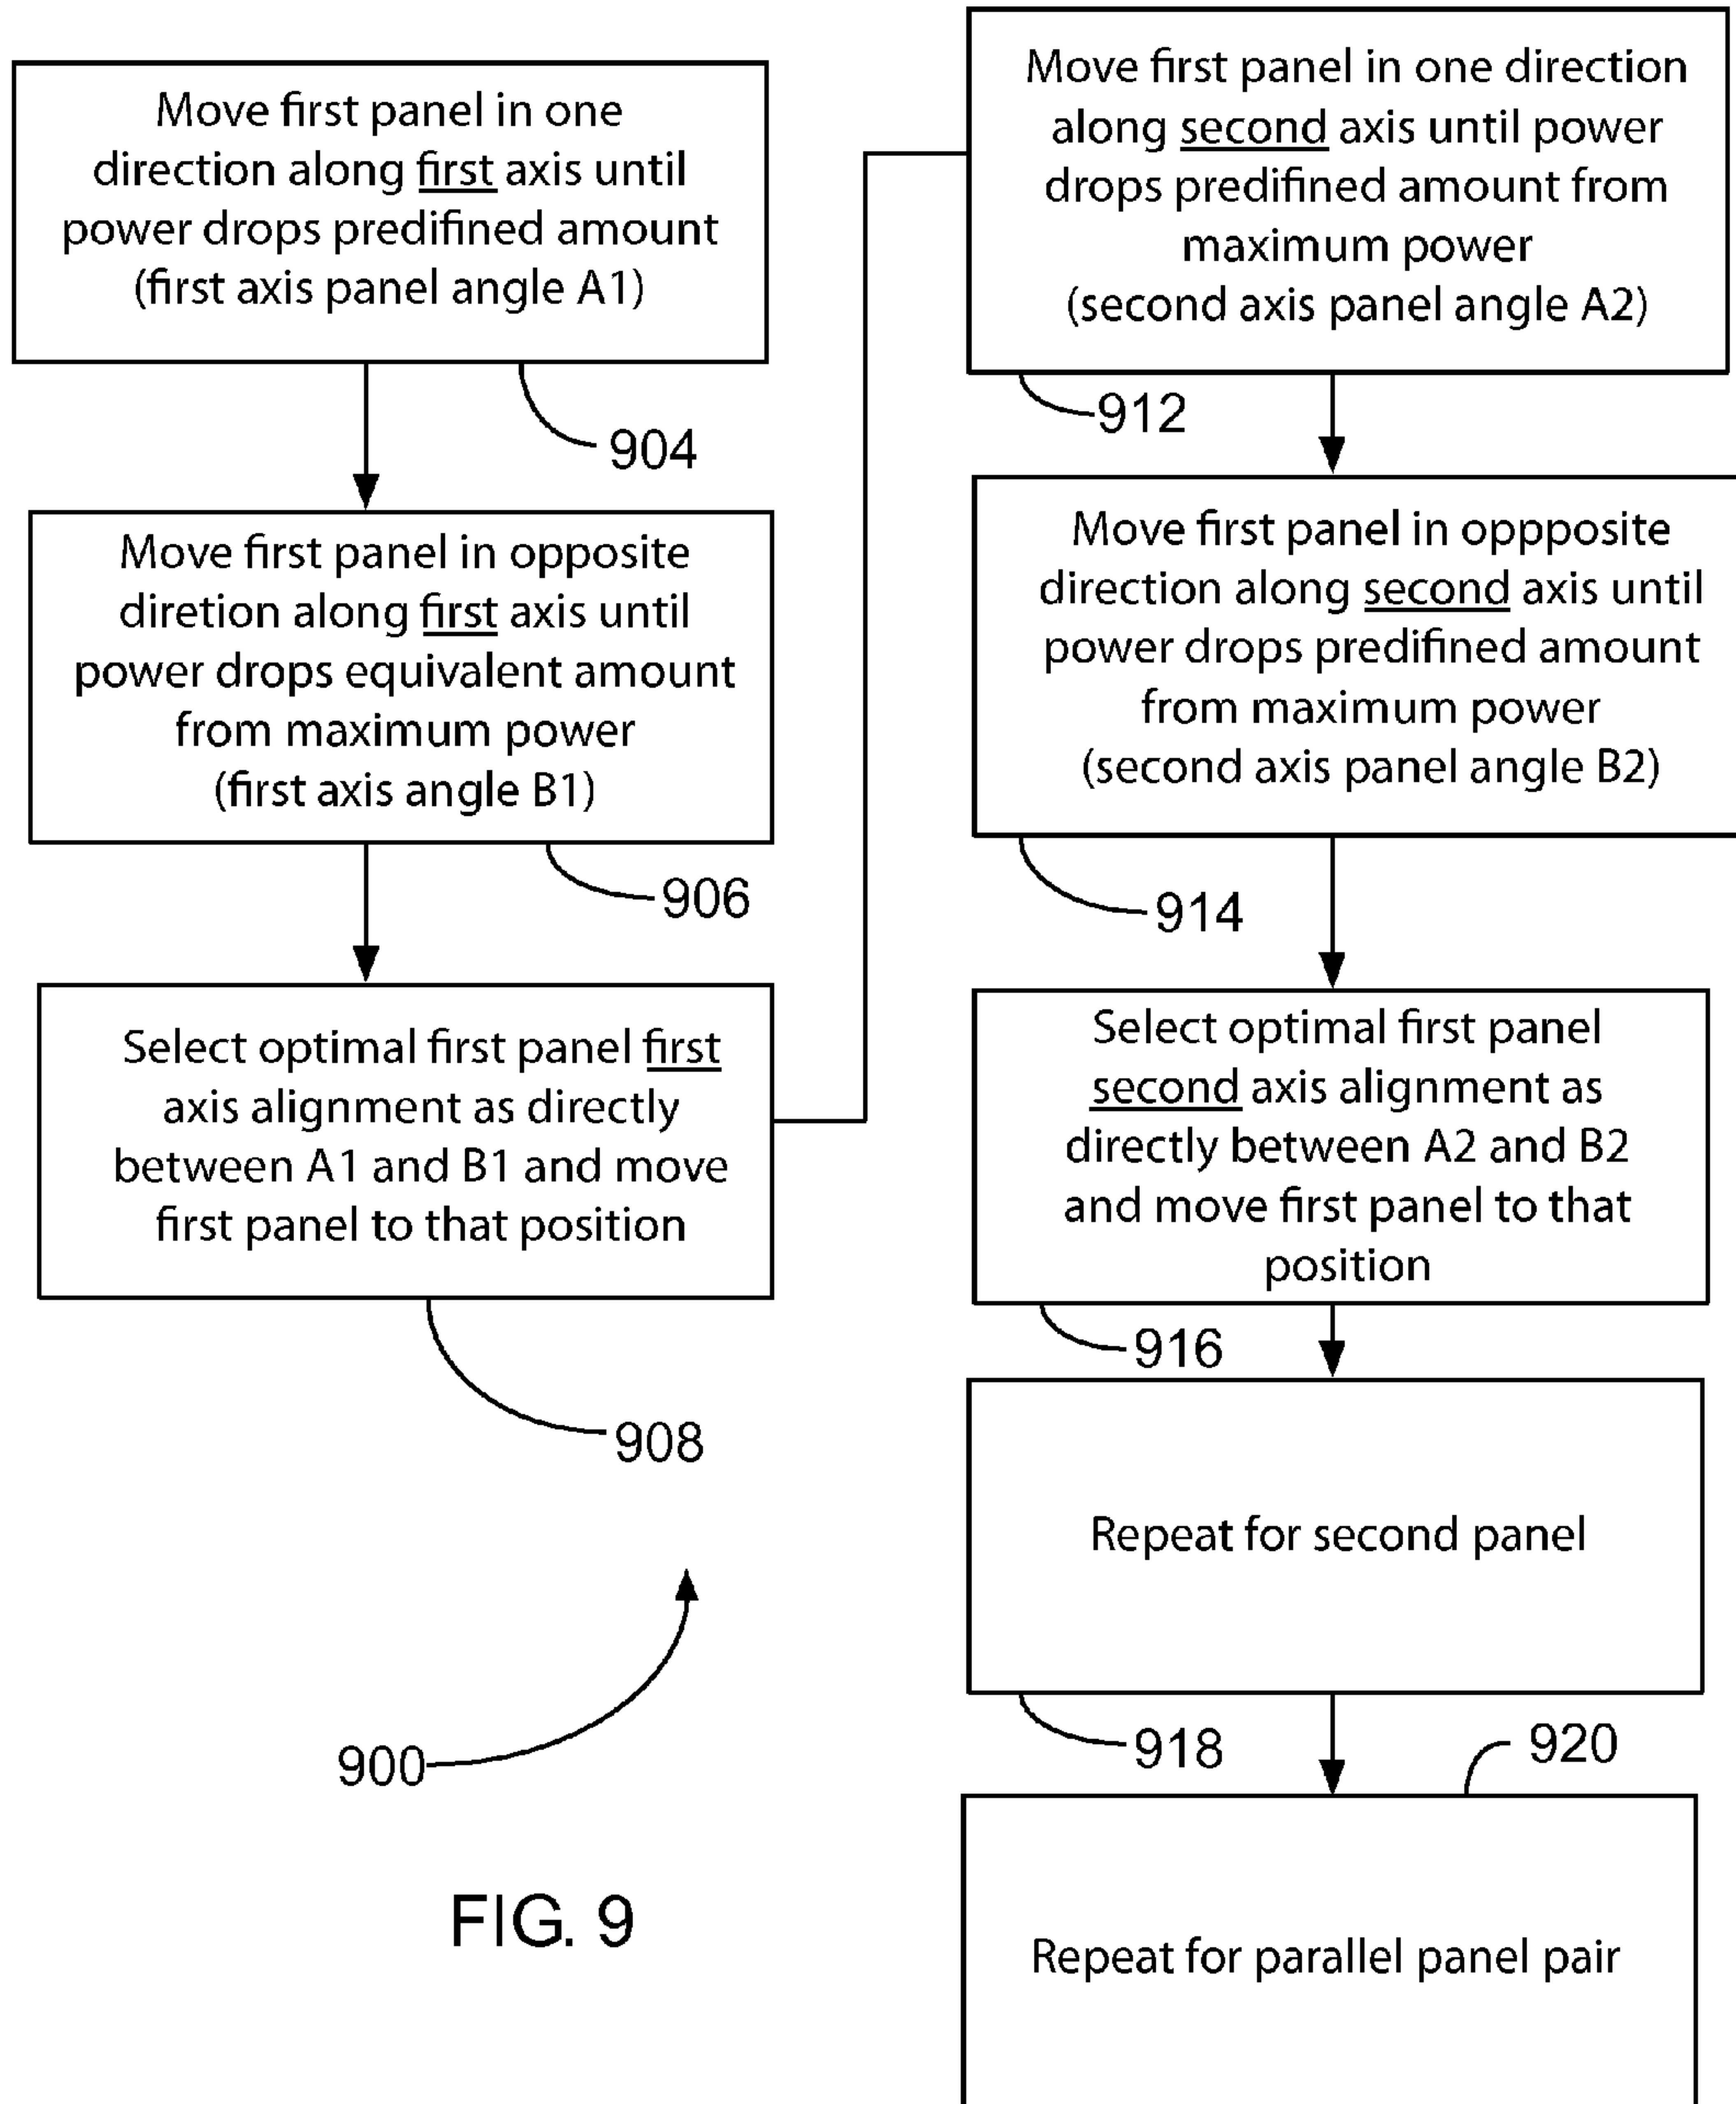 Move first panel in one
direction along first axis until
power drops predifined amount
(first axis panel angle A1)
904
Move first panel in opposite
diretion along first axis until
power drops equivalent amount
from maximum power
(first axis angle B1)
906
Select optimal first panel first
axis alignment as directly
between A1 and B1 and move
first panel to that position
908
900
FIG. 9
Move first panel in one direction
along second axis until power
drops predifined amount from
maximum power
(second axis panel angle A2)
912
Move first panel in oppposite
direction along second axis until
power drops predifined amount
from maximum power
(second axis panel angle B2)
914
Select optimal first panel
second axis alignment as
directly between A2 and B2
and move first panel to that
position
916
Repeat for second panel
918
920
Repeat for parallel panel pair